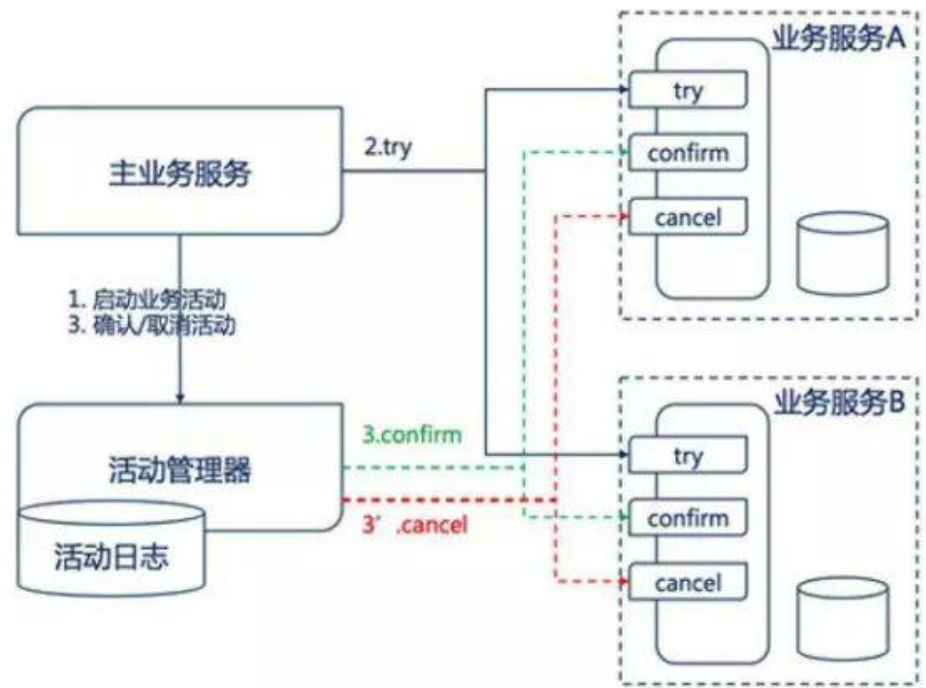 业务服务A
try
confirm
cancel
主业务服务
2.try
1. 启动业务活动
3. 确认/取消活动
活动管理器
活动日志
3.confirm
3′.cancel
业务服务B
try
confirm
cancel